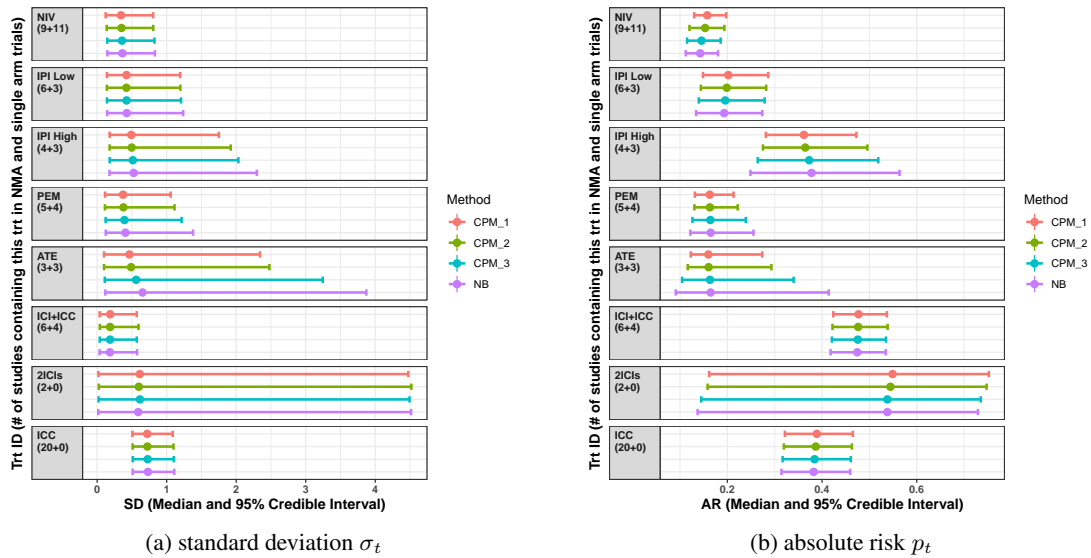 Trt ID (# of studies containing this trt in NMA and single arm trials)
NIV
(9+11)
IPI Low
(6+3)
IPI High
(4+3)
PEM
(5+4)
ATE
(3+3)
ICI+ICC
(6+4)
2ICIs
(2+0)
ICC
(20+0)
0 1 2 3 4
SD (Median and 95% Credible Interval)
Method
CPM_1
CPM_2
CPM_3
NB
(a) standard deviation σt
Trt ID (# of studies containing this trt in NMA and single arm trials)
NIV
(9+11)
IPI Low
(6+3)
IPI High
(4+3)
PEM
(5+4)
ATE
(3+3)
ICI+ICC
(6+4)
2ICIs
(2+0)
ICC
(20+0)
0.2 0.4 0.6
AR (Median and 95% Credible Interval)
Method
CPM_1
CPM_2
CPM_3
NB
(b) absolute risk pt